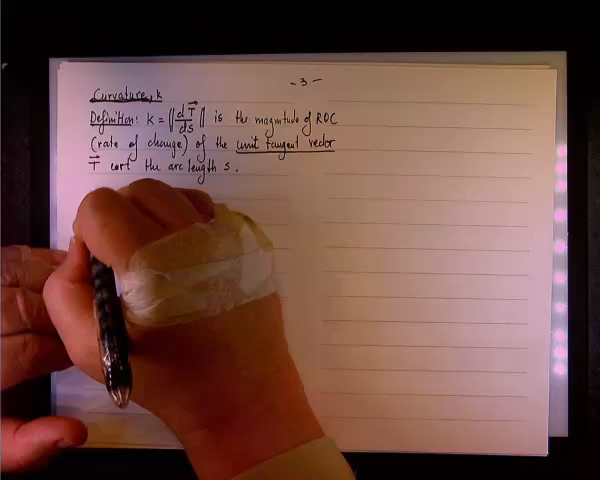 - 3 -
Curvature, k
Definition: k = ||dT⃗/ds|| is the magnitude of ROC
(rate of change) of the unit tangent vector
T⃗ wrt the arc length s.